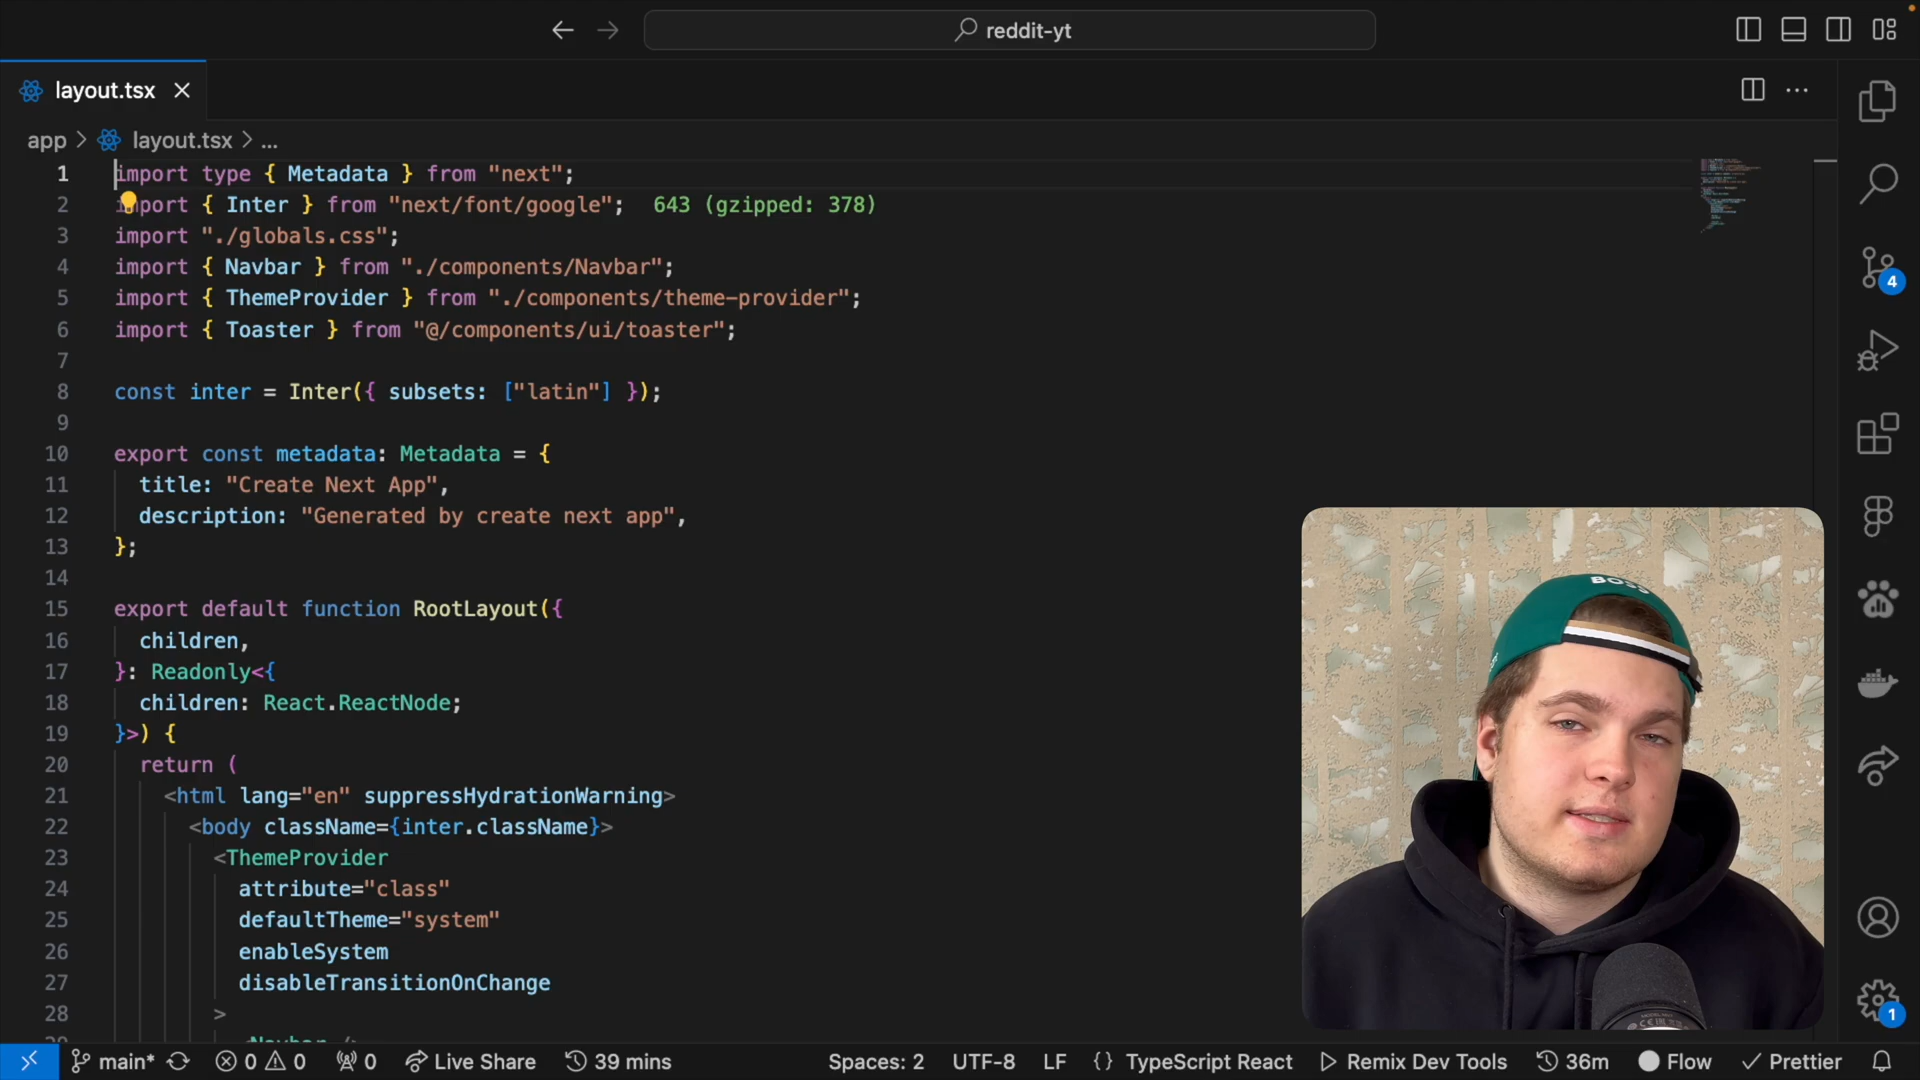 reddit-yt
layout.tsx
app > layout.tsx > ...
1 import type { Metadata } from "next";
2 import { Inter } from "next/font/google"; 643 (gzipped: 378)
3 import "./globals.css";
4 import { Navbar } from "./components/Navbar";
5 import { ThemeProvider } from "./components/theme-provider";
6 import { Toaster } from "@/components/ui/toaster";
7
8 const inter = Inter({ subsets: ["latin"] });
9
10 export const metadata: Metadata = {
11 title: "Create Next App",
12 description: "Generated by create next app",
13 };
14
15 export default function RootLayout({
16 children,
17 }: Readonly<{
18 children: React.ReactNode;
19 }>) {
20 return (
21 <html lang="en" suppressHydrationWarning>
22 <body className={inter.className}>
23 <ThemeProvider
24 attribute="class"
25 defaultTheme="system"
26 enableSystem
27 disableTransitionOnChange
28 >
<Navbar />
4
BOSS
1
main* 0 0 0 Live Share 39 mins Spaces: 2 UTF-8 LF {} TypeScript React Remix Dev Tools 36m Flow Prettier